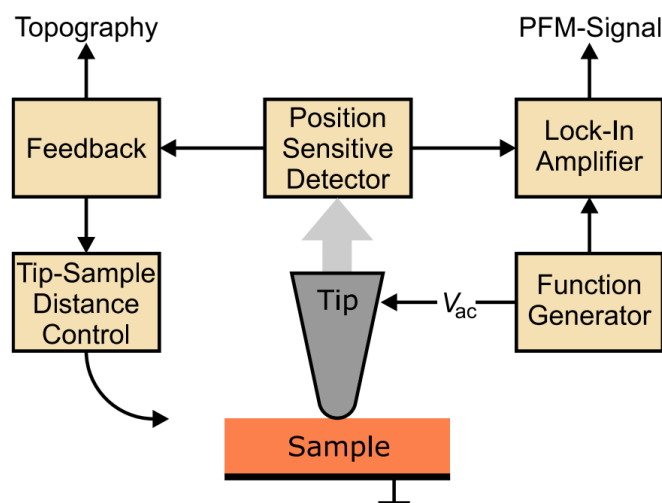 Topography
PFM-Signal
Feedback
Position
Sensitive
Detector
Lock-In
Amplifier
Tip-Sample
Distance
Control
Tip
Vac
Function
Generator
Sample